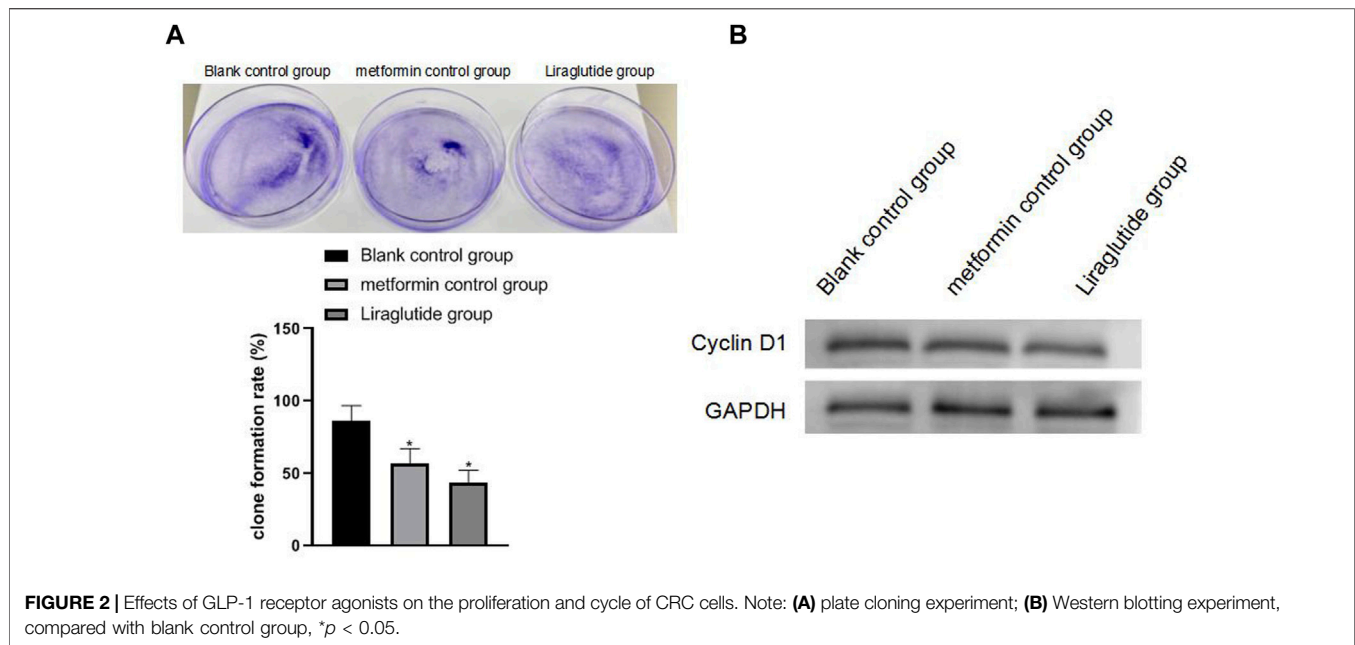 A
Blank control group metformin control group Liraglutide group
Blank control group
metformin control group
Liraglutide group
150
100
50
0
clone formation rate (%)
*
*
B
Blank control group
metformin control group
Liraglutide group
Cyclin D1
GAPDH
FIGURE 2 | Effects of GLP-1 receptor agonists on the proliferation and cycle of CRC cells. Note: (A) plate cloning experiment; (B) Western blotting experiment,
compared with blank control group, *p < 0.05.